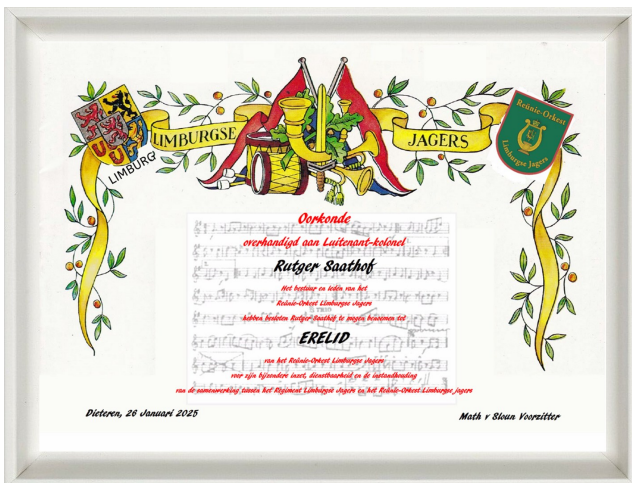 LIMBURGSE JAGERS
LIMBURG
Reünie-Orkest
Limburgse Jagers
Oorkonde
overhandigd aan Luitenant-kolonel
Rutger Saathof
Het bestuur en leden van het
Reünie-Orkest Limburgse Jagers
hebben besloten Rutger Saathof te mogen benoemen tot
ERELID
van het Reünie-Orkest Limburgse Jagers
voor zijn bijzondere inzet, dienstbaarheid en de instandhouding
van de samenwerking tussen het Regiment Limburgse Jagers en het Reünie-Orkest Limburgse jagers
Dieteren, 26 Januari 2025
Math v Sloun Voorzitter